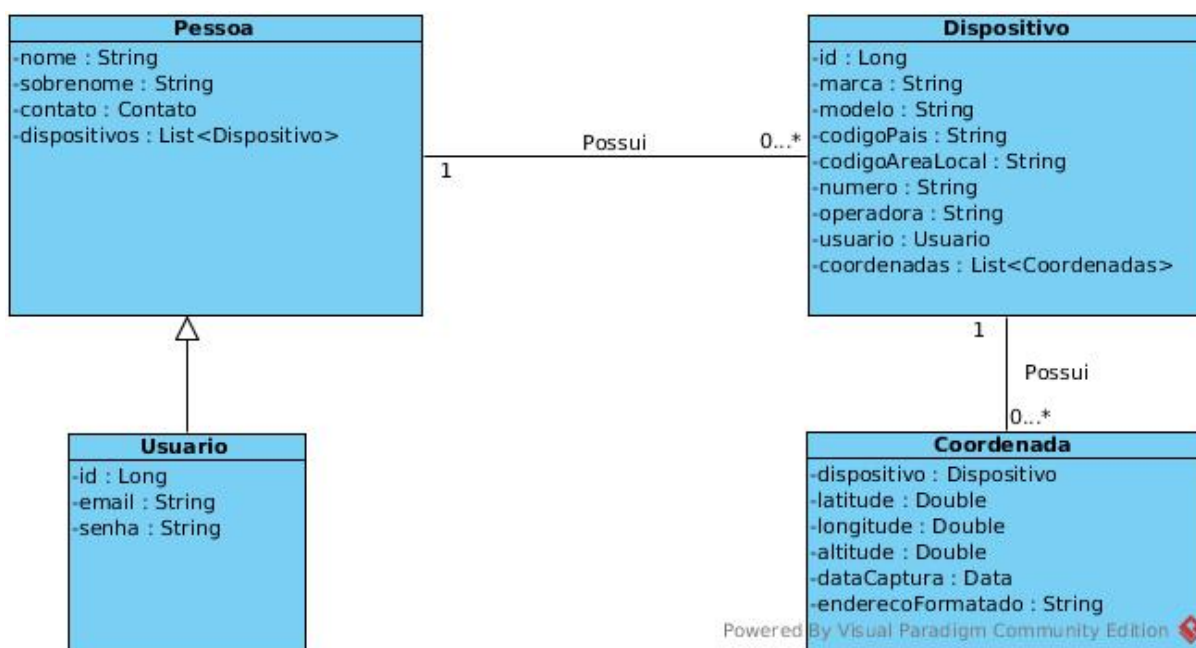 Pessoa
-nome : String
-sobrenome : String
-contato : Contato
-dispositivos : List<Dispositivo>
Possui
1
0...*
Dispositivo
-id : Long
-marca : String
-modelo : String
-codigoPais : String
-codigoAreaLocal : String
-numero : String
-operadora : String
-usuario : Usuario
-coordenadas : List<Coordenadas>
1
Possui
0...*
Usuario
-id : Long
-email : String
-senha : String
Coordenada
-dispositivo : Dispositivo
-latitude : Double
-longitude : Double
-altitude : Double
-dataCaptura : Data
-enderecoFormatado : String
Powered By Visual Paradigm Community Edition